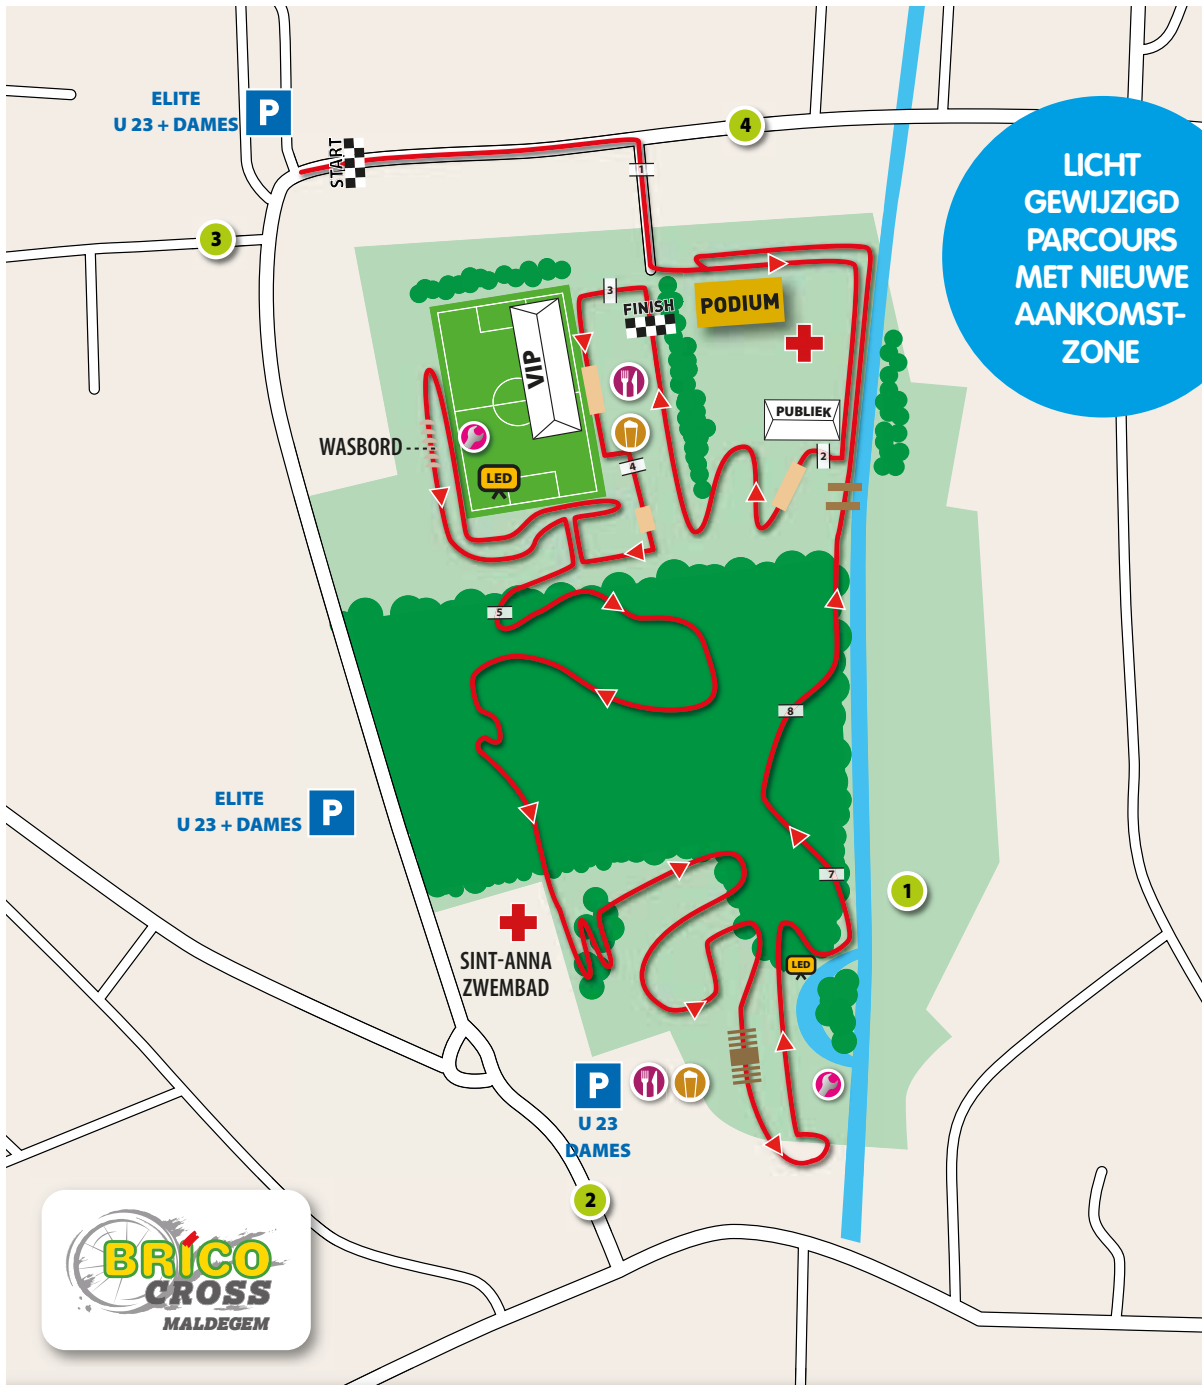 ELITE
U 23 + DAMES
P
START
4
1
3
LICHT
GEWIJZIGD
PARCOURS
MET NIEUWE
AANKOMST-
ZONE
3
FINISH
PODIUM
VIP
PUBLIEK
WASBORD
LED
4
2
5
8
ELITE
U 23 + DAMES
P
7
1
SINT-ANNA
ZWEMBAD
LED
P
U 23
DAMES
2
BRICO
CROSS
MALDEGEM